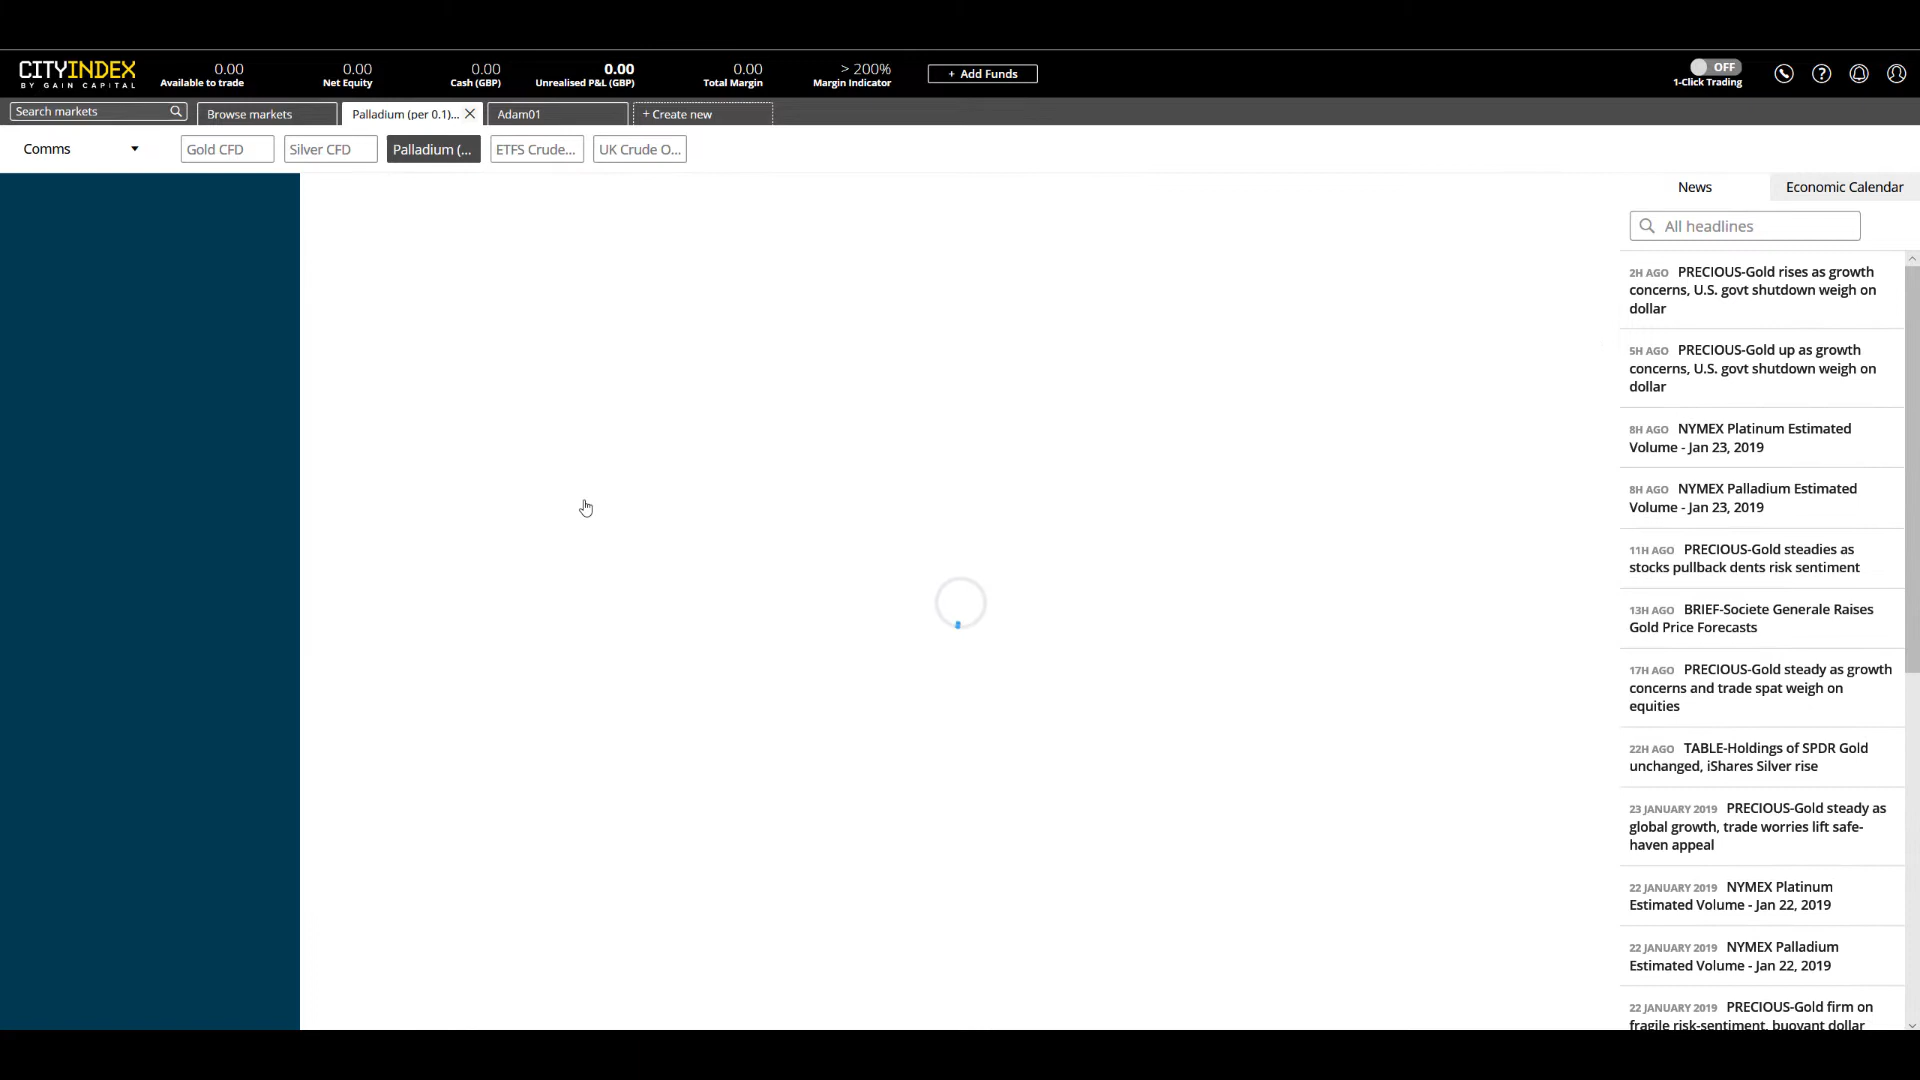 CITYINDEX
BY GAIN CAPITAL
0.00
Available to trade
0.00
Net Equity
0.00
Cash (GBP)
0.00
Unrealised P&L (GBP)
0.00
Total Margin
> 200%
Margin Indicator
+ Add Funds
OFF
1-Click Trading
Search markets
Browse markets
Palladium (per 0.1)...
Adam01
+ Create new
Comms
Gold CFD
Silver CFD
Palladium (...
ETFS Crude...
UK Crude O...
News
Economic Calendar
All headlines
2H AGO PRECIOUS-Gold rises as growth
concerns, U.S. govt shutdown weigh on
dollar
5H AGO PRECIOUS-Gold up as growth
concerns, U.S. govt shutdown weigh on
dollar
8H AGO NYMEX Platinum Estimated
Volume - Jan 23, 2019
8H AGO NYMEX Palladium Estimated
Volume - Jan 23, 2019
11H AGO PRECIOUS-Gold steadies as
stocks pullback dents risk sentiment
13H AGO BRIEF-Societe Generale Raises
Gold Price Forecasts
17H AGO PRECIOUS-Gold steady as growth
concerns and trade spat weigh on
equities
22H AGO TABLE-Holdings of SPDR Gold
unchanged, iShares Silver rise
23 JANUARY 2019 PRECIOUS-Gold steady as
global growth, trade worries lift safe-
haven appeal
22 JANUARY 2019 NYMEX Platinum
Estimated Volume - Jan 22, 2019
22 JANUARY 2019 NYMEX Palladium
Estimated Volume - Jan 22, 2019
22 JANUARY 2019 PRECIOUS-Gold firm on
fragile risk-sentiment, buoyant dollar